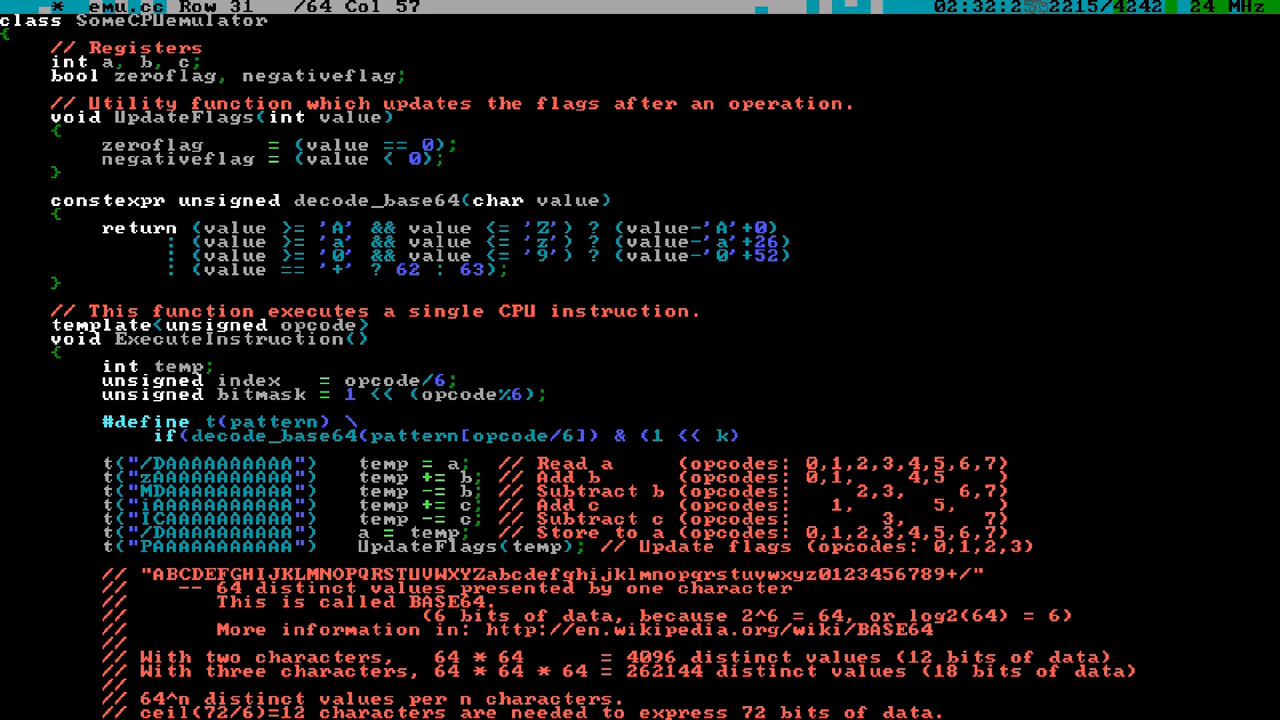 * emu.cc Row 31 /64 Col 57 02:32:2 2215/4242 24 MHz
class SomeCPUemulator
{
// Registers
int a, b, c;
bool zeroflag, negativeflag;
// Utility function which updates the flags after an operation.
void UpdateFlags(int value)
{
zeroflag = (value == 0);
negativeflag = (value < 0);
}
constexpr unsigned decode_base64(char value)
{
return (value >= 'A' && value <= 'Z') ? (value-'A'+0)
: (value >= 'a' && value <= 'z') ? (value-'a'+26)
: (value >= '0' && value <= '9') ? (value-'0'+52)
: (value == '+' ? 62 : 63);
}
// This function executes a single CPU instruction.
template<unsigned opcode>
void ExecuteInstruction()
{
int temp;
unsigned index = opcode/6;
unsigned bitmask = 1 << (opcode%6);
#define t(pattern) \
if(decode_base64(pattern[opcode/6]) & (1 << k)
t("/DAAAAAAAAAA") temp = a; // Read a (opcodes: 0,1,2,3,4,5,6,7)
t("zAAAAAAAAAAA") temp += b; // Add b (opcodes: 0,1, 4,5 )
t("MDAAAAAAAAAA") temp -= b; // Subtract b (opcodes: 2,3, 6,7)
t("iAAAAAAAAAAA") temp += c; // Add c (opcodes: 1, 5, )
t("ICAAAAAAAAAA") temp -= c; // Subtract c (opcodes: 3, 7)
t("/DAAAAAAAAAA") a = temp; // Store to a (opcodes: 0,1,2,3,4,5,6,7)
t("PAAAAAAAAAAA") UpdateFlags(temp); // Update flags (opcodes: 0,1,2,3)
// "ABCDEFGHIJKLMNOPQRSTUVWXYZabcdefghijklmnopqrstuvwxyz0123456789+/"
// -- 64 distinct values presented by one character
// This is called BASE64.
// (6 bits of data, because 2^6 = 64, or log2(64) = 6)
// More information in: http://en.wikipedia.org/wiki/BASE64
//
// With two characters, 64 * 64 = 4096 distinct values (12 bits of data)
// With three characters, 64 * 64 * 64 = 262144 distinct values (18 bits of data)
//
// 64^n distinct values per n characters.
// ceil(72/6)=12 characters are needed to express 72 bits of data.